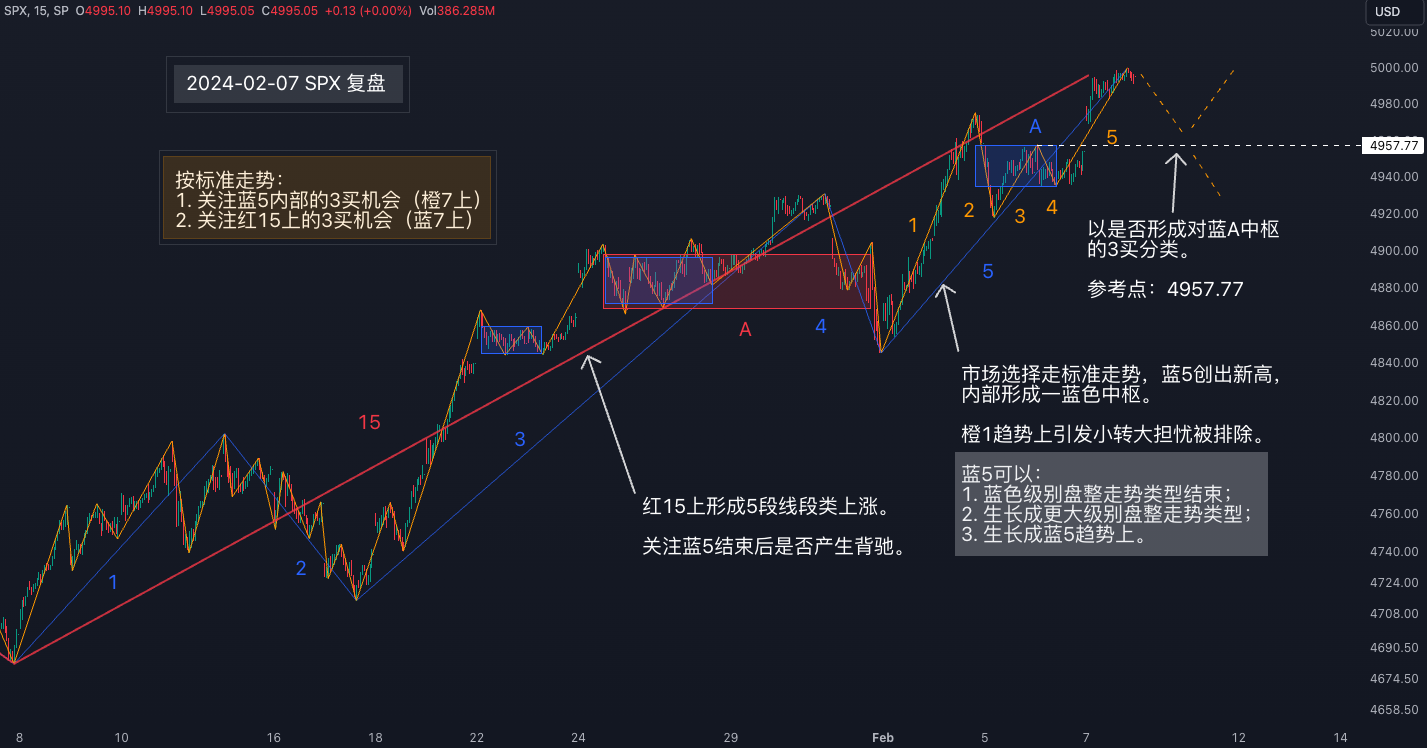 SPX, 15, SP O4995.10 H4995.10 L4995.05 C4995.05 +0.13 (+0.00%) Vol386.285M
USD
2024-02-07 SPX 复盘
按标准走势：
1. 关注蓝5内部的3买机会（橙7上）
2. 关注红15上的3买机会（蓝7上）
1
2
15
3
A
4
1
2
3
4
A
5
5
以是否形成对蓝A中枢
的3买分类。
参考点：4957.77
市场选择走标准走势，蓝5创出新高，
内部形成一蓝色中枢。
橙1趋势上引发小转大担忧被排除。
蓝5可以：
1. 蓝色级别盘整走势类型结束；
2. 生长成更大级别盘整走势类型；
3. 生长成蓝5趋势上。
红15上形成5段线段类上涨。
关注蓝5结束后是否产生背驰。
5020.00
5000.00
4980.00
4957.77
4940.00
4920.00
4900.00
4880.00
4860.00
4840.00
4820.00
4800.00
4780.00
4760.00
4740.00
4724.00
4708.00
4690.50
4674.50
4658.50
8
10
16
18
22
24
29
Feb
5
7
12
14